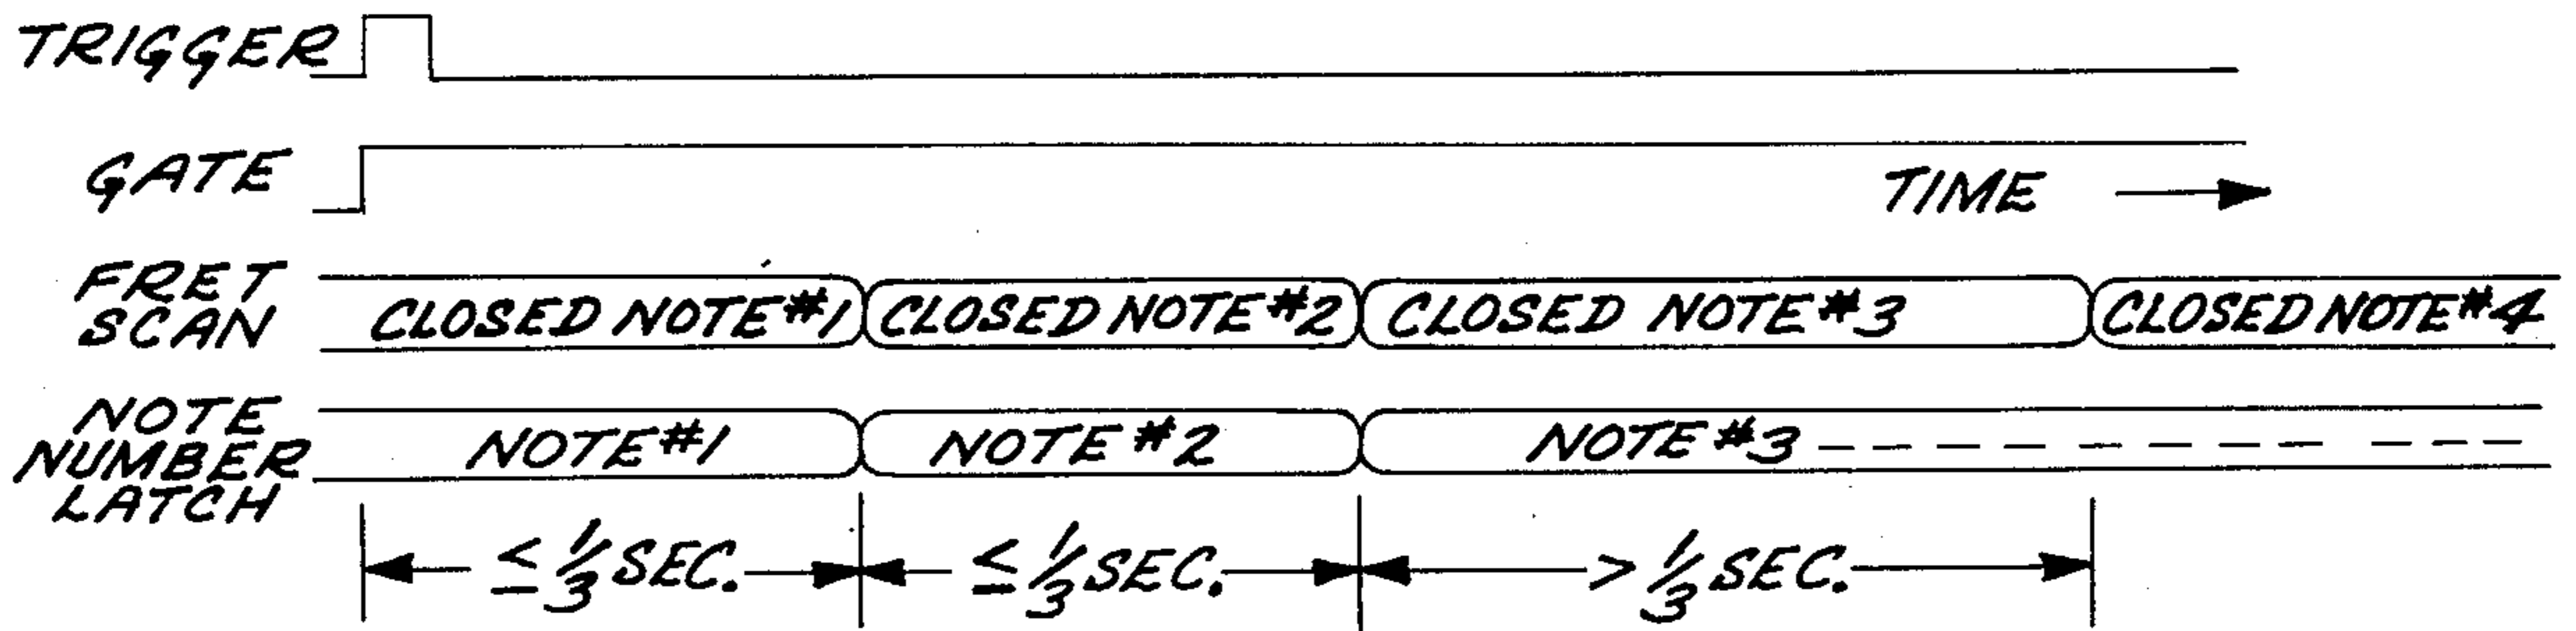 TRIGGER
GATE
TIME
FRET
SCAN
CLOSED NOTE #1
CLOSED NOTE #2
CLOSED NOTE #3
CLOSED NOTE #4
NOTE
NUMBER
LATCH
NOTE #1
NOTE #2
NOTE #3
≤ 1/3 SEC.
≤ 1/3 SEC.
> 1/3 SEC.